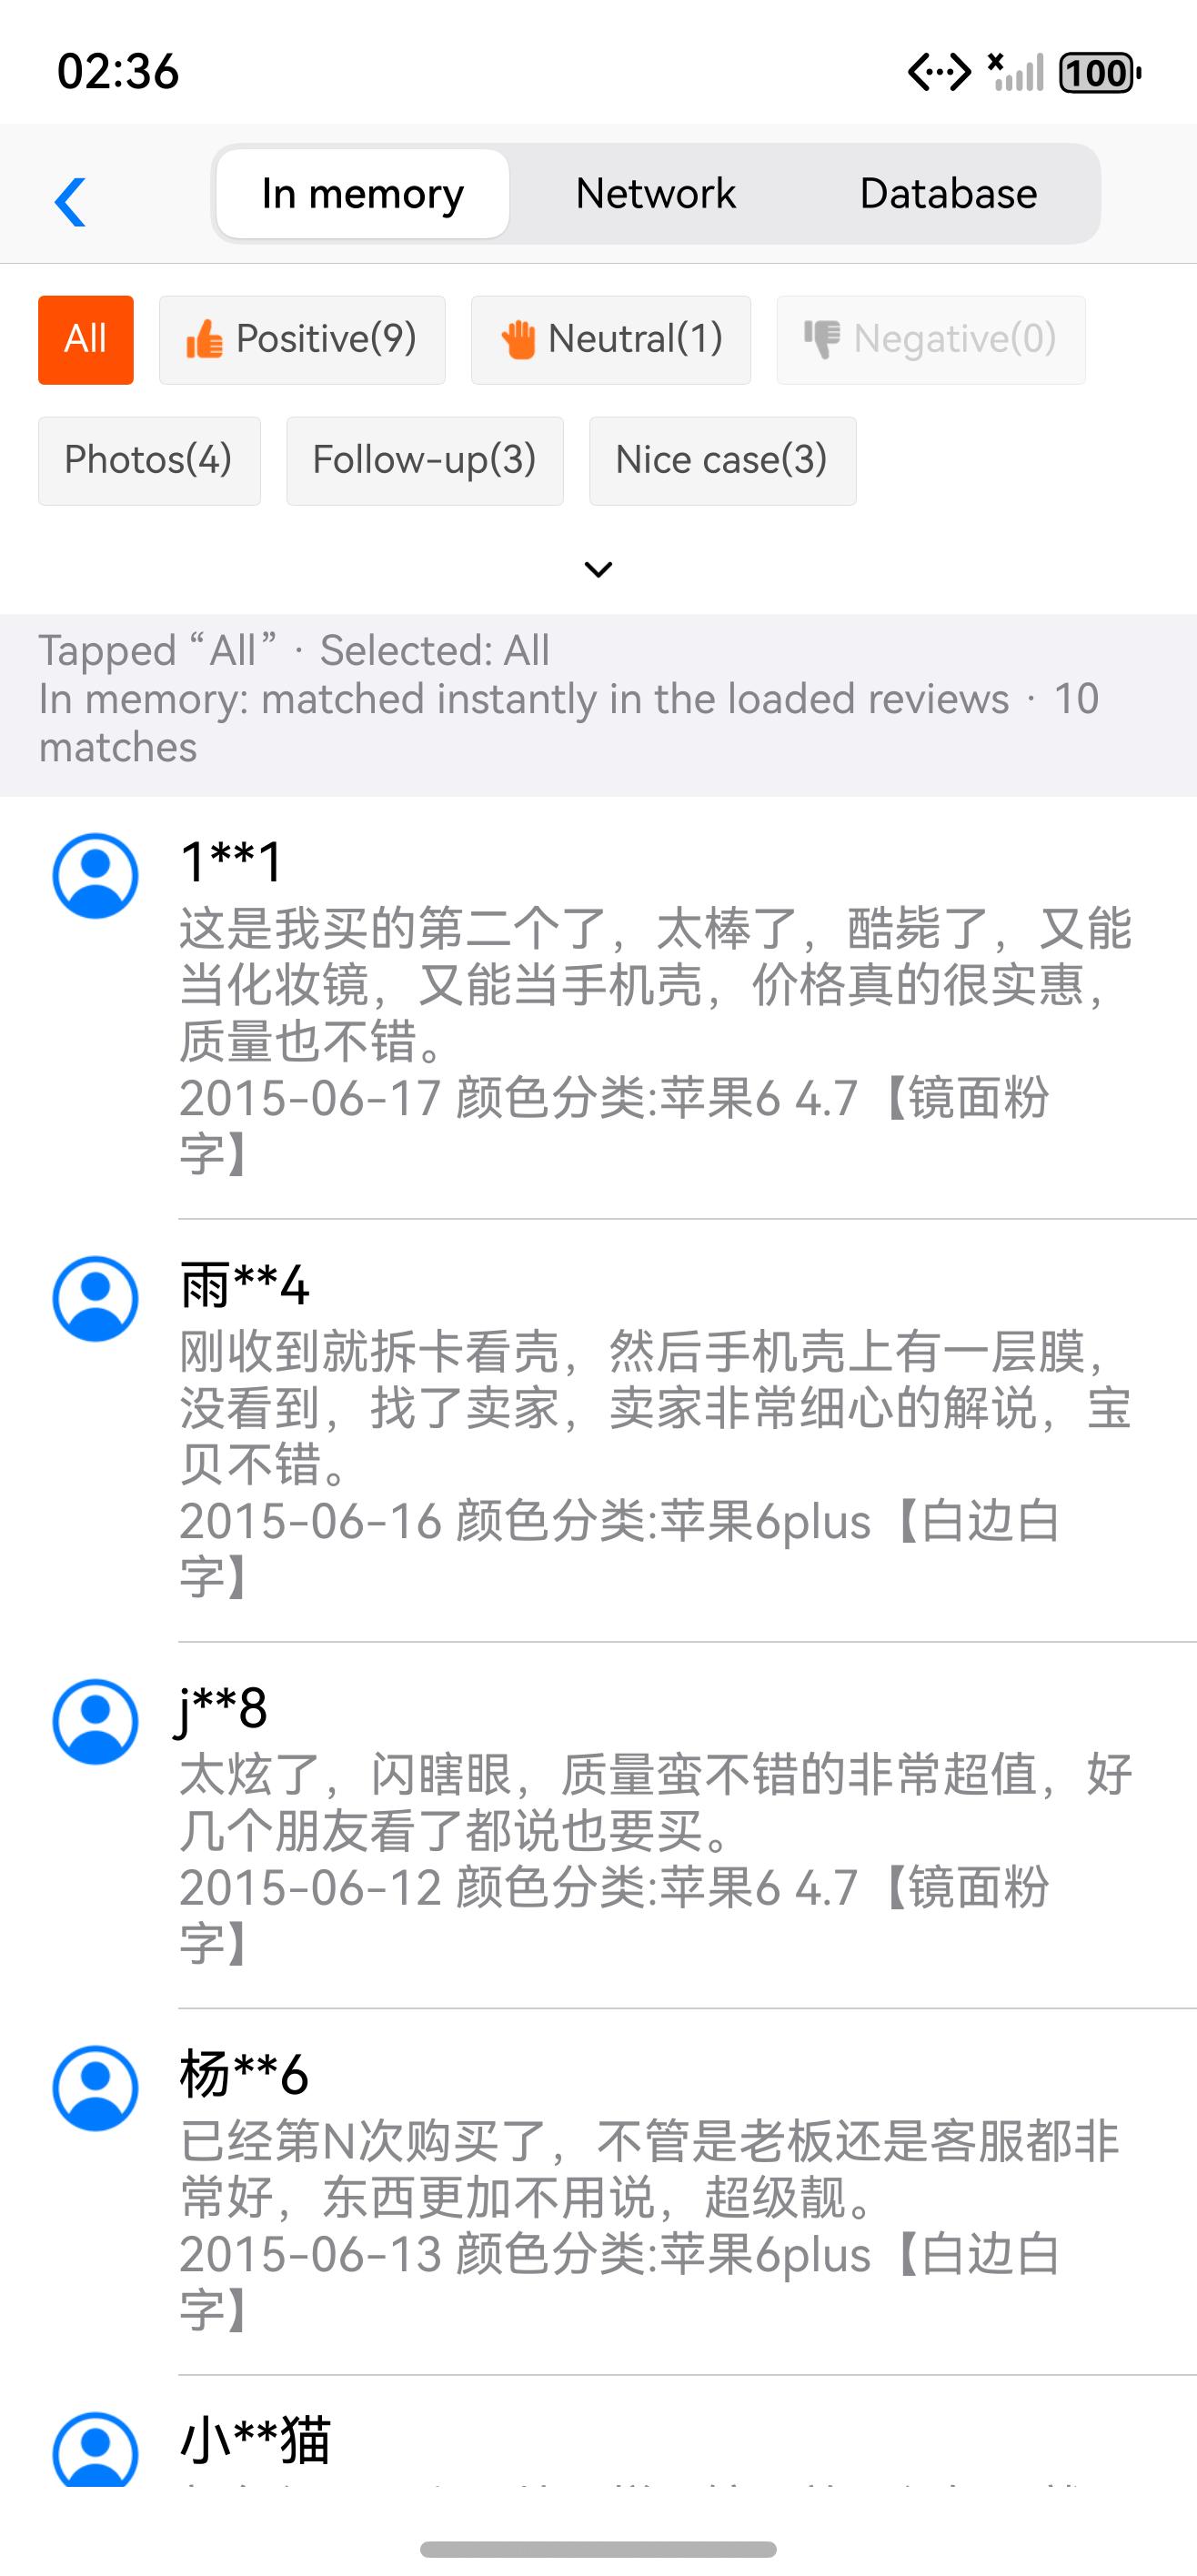 02:36
100
In memory Network Database
All Positive(9) Neutral(1) Negative(0)
Photos(4) Follow-up(3) Nice case(3)
Tapped “All” · Selected: All
In memory: matched instantly in the loaded reviews · 10
matches
1**1
这是我买的第二个了，太棒了，酷毙了，又能
当化妆镜，又能当手机壳，价格真的很实惠，
质量也不错。
2015-06-17 颜色分类:苹果6 4.7【镜面粉
字】
雨**4
刚收到就拆卡看壳，然后手机壳上有一层膜，
没看到，找了卖家，卖家非常细心的解说，宝
贝不错。
2015-06-16 颜色分类:苹果6plus【白边白
字】
j**8
太炫了，闪瞎眼，质量蛮不错的非常超值，好
几个朋友看了都说也要买。
2015-06-12 颜色分类:苹果6 4.7【镜面粉
字】
杨**6
已经第N次购买了，不管是老板还是客服都非
常好，东西更加不用说，超级靓。
2015-06-13 颜色分类:苹果6plus【白边白
字】
小**猫